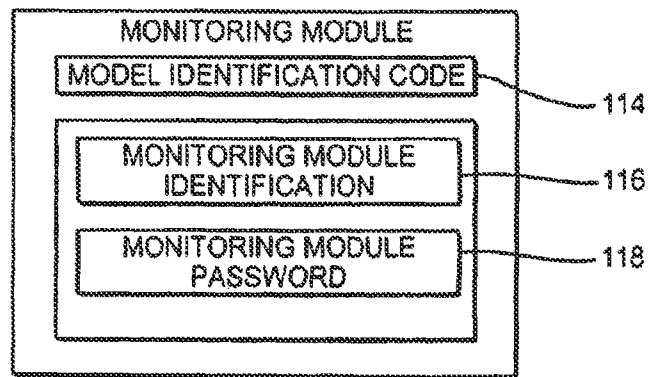 MONITORING MODULE
MODEL IDENTIFICATION CODE
114
MONITORING MODULE
IDENTIFICATION
116
MONITORING MODULE
PASSWORD
118